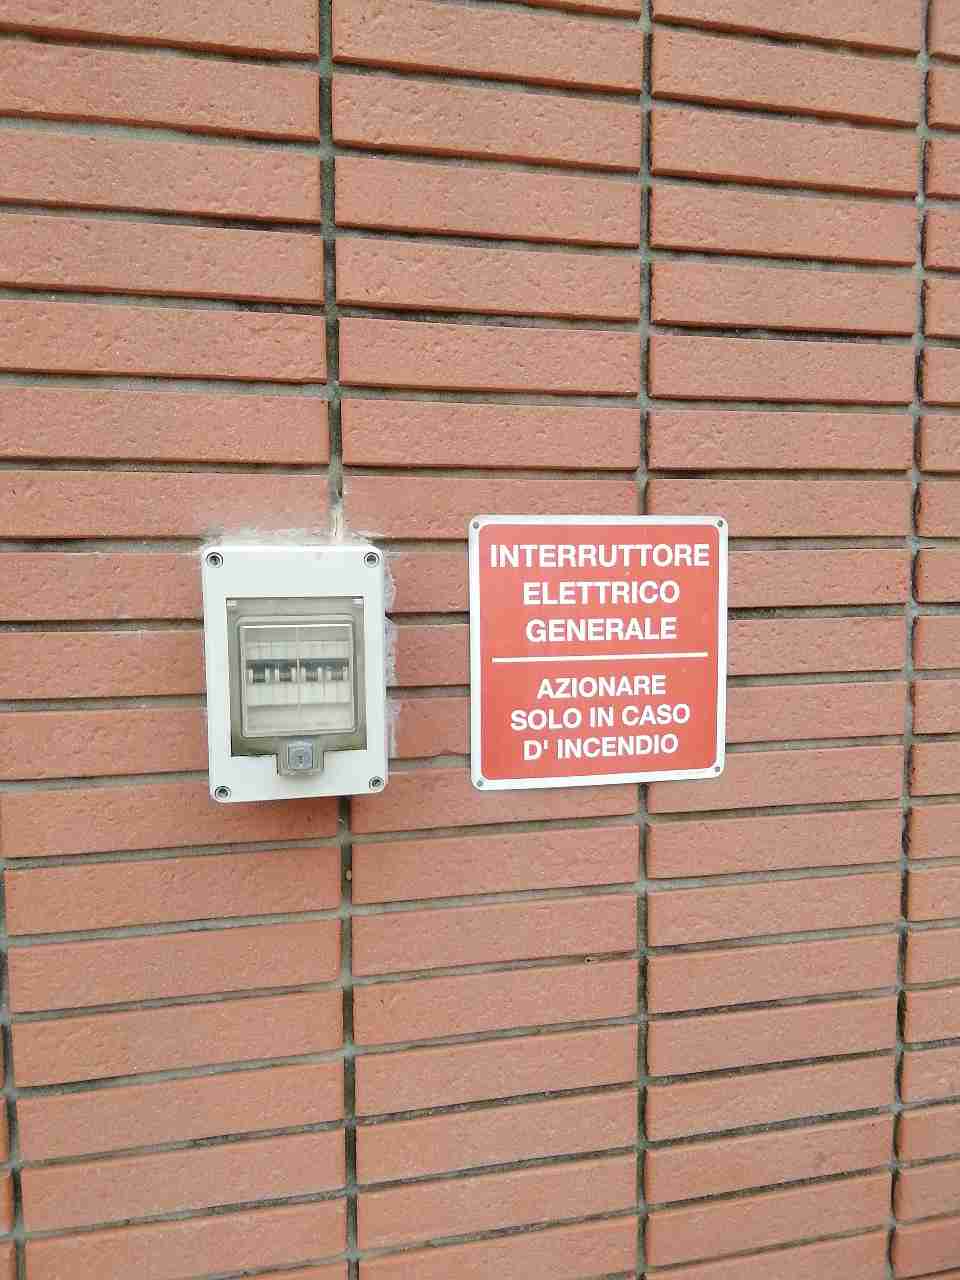 INTERRUTTORE
ELETTRICO
GENERALE
AZIONARE
SOLO IN CASO
D' INCENDIO